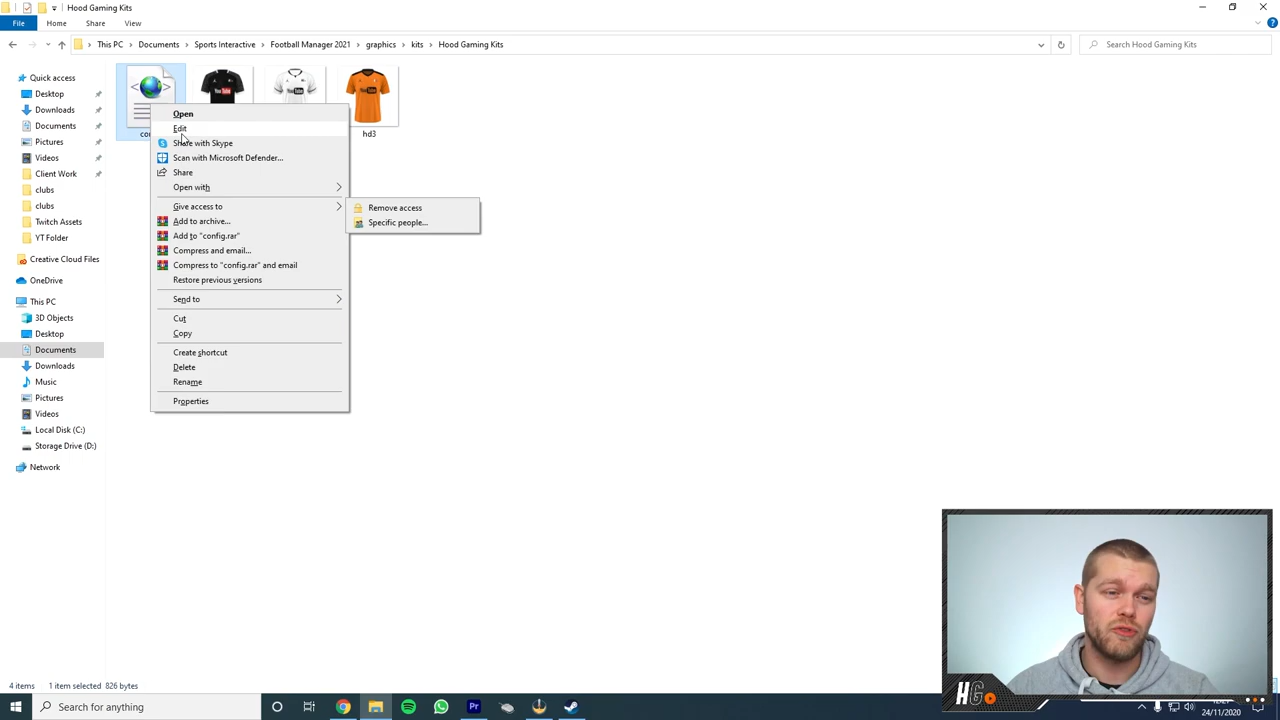 Hood Gaming Kits
File Home Share View
This PC Documents Sports Interactive Football Manager 2021 graphics kits Hood Gaming Kits
Search Hood Gaming Kits
Quick access
Desktop
Downloads
Documents
Pictures
Videos
Client Work
clubs
clubs
Twitch Assets
YT Folder
Creative Cloud Files
OneDrive
This PC
3D Objects
Desktop
Documents
Downloads
Music
Pictures
Videos
Local Disk (C:)
Storage Drive (D:)
Network
YouTube
YouTube
YouTube
hd3
Open
Edit
Share with Skype
Scan with Microsoft Defender...
Share
Open with
Give access to
Add to archive...
Add to "config.rar"
Compress and email...
Compress to "config.rar" and email
Restore previous versions
Send to
Cut
Copy
Create shortcut
Delete
Rename
Properties
Remove access
Specific people...
4 items 1 item selected 826 bytes
HG
Search for anything
Pr
24/11/2020